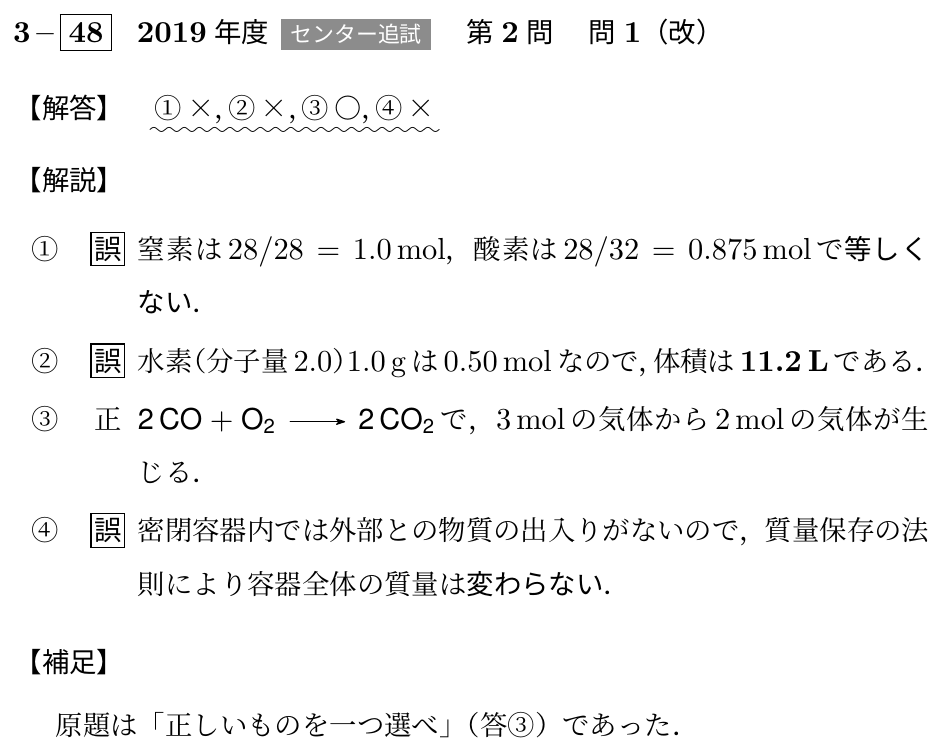 3–48 2019 年度 センター追試 第 2 問 問 1（改）
【解答】 ① ×, ② ×, ③ ○, ④ ×
【解説】
① 誤 窒素は 28/28 = 1.0 mol, 酸素は 28/32 = 0.875 mol で等しく
ない.
② 誤 水素(分子量 2.0) 1.0 g は 0.50 mol なので, 体積は 11.2 L である.
③ 正 2 CO + O₂ ⟶ 2 CO₂ で, 3 mol の気体から 2 mol の気体が生
じる.
④ 誤 密閉容器内では外部との物質の出入りがないので, 質量保存の法
則により容器全体の質量は変わらない.
【補足】
原題は「正しいものを一つ選べ」（答③）であった.